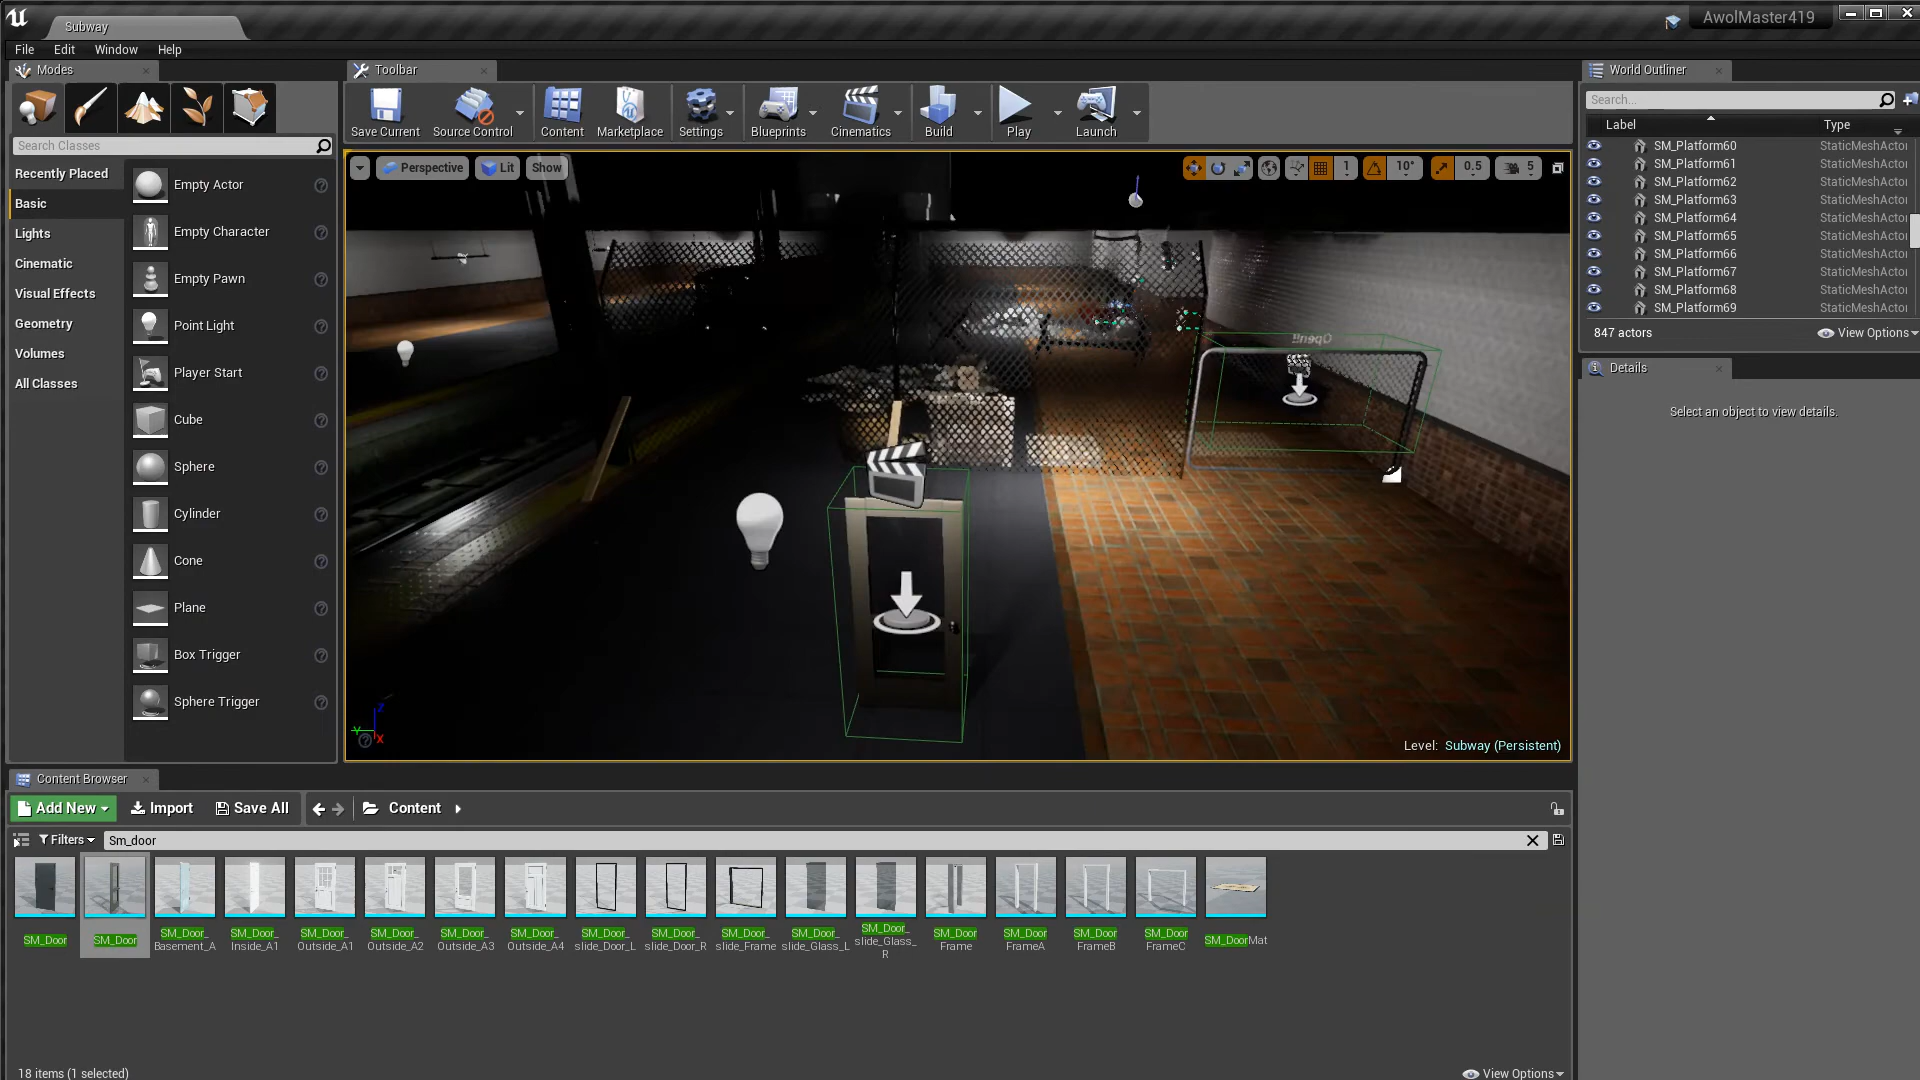 Subway
AwolMaster419
File Edit Window Help
Modes
Toolbar
World Outliner
Search Classes
Recently Placed
Basic
Lights
Cinematic
Visual Effects
Geometry
Volumes
All Classes
Empty Actor
Empty Character
Empty Pawn
Point Light
Player Start
Cube
Sphere
Cylinder
Cone
Plane
Box Trigger
Sphere Trigger
Save Current Source Control Content Marketplace Settings Blueprints Cinematics Build Play Launch
Perspective Lit Show
1 10° 0.5 5
Open!!
Z
Y
X
Level: Subway (Persistent)
Search...
Label Type
SM_Platform60 StaticMeshActor
SM_Platform61 StaticMeshActor
SM_Platform62 StaticMeshActor
SM_Platform63 StaticMeshActor
SM_Platform64 StaticMeshActor
SM_Platform65 StaticMeshActor
SM_Platform66 StaticMeshActor
SM_Platform67 StaticMeshActor
SM_Platform68 StaticMeshActor
SM_Platform69 StaticMeshActor
847 actors View Options
Details
Select an object to view details.
Content Browser
Add New Import Save All Content
Filters Sm_door
SM_Door
SM_Door
SM_Door_
Basement_A
SM_Door_
Inside_A1
SM_Door_
Outside_A1
SM_Door_
Outside_A2
SM_Door_
Outside_A3
SM_Door_
Outside_A4
SM_Door_
slide_Door_L
SM_Door_
slide_Door_R
SM_Door_
slide_Frame
SM_Door_
slide_Glass_L
SM_Door_
slide_Glass_
R
SM_Door
Frame
SM_Door
FrameA
SM_Door
FrameB
SM_Door
FrameC
SM_DoorMat
18 items (1 selected)
View Options